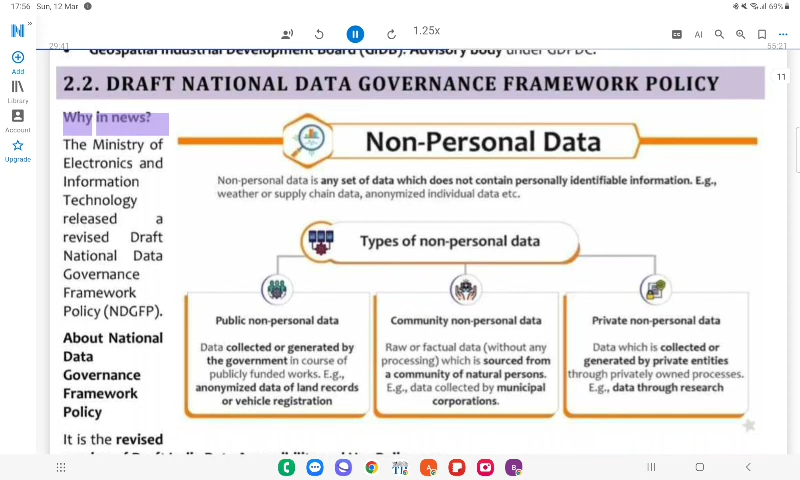 17:56 Sun, 12 Mar
69%
1.25x
AI
29:41
55:21
Add
Library
Account
Upgrade
11
Geospatial Industrial Development Board (GIDB): Advisory body under GDPDC.
2.2. DRAFT NATIONAL DATA GOVERNANCE FRAMEWORK POLICY
Why in news?
The Ministry of
Electronics and
Information
Technology
released a
revised Draft
National Data
Governance
Framework
Policy (NDGFP).
About National
Data
Governance
Framework
Policy
It is the revised
Non-Personal Data
Non-personal data is any set of data which does not contain personally identifiable information. E.g.,
weather or supply chain data, anonymized individual data etc.
Types of non-personal data
Public non-personal data
Data collected or generated by
the government in course of
publicly funded works. E.g.,
anonymized data of land records
or vehicle registration
Community non-personal data
Raw or factual data (without any
processing) which is sourced from
a community of natural persons.
E.g., data collected by municipal
corporations.
Private non-personal data
Data which is collected or
generated by private entities
through privately owned processes.
E.g., data through research